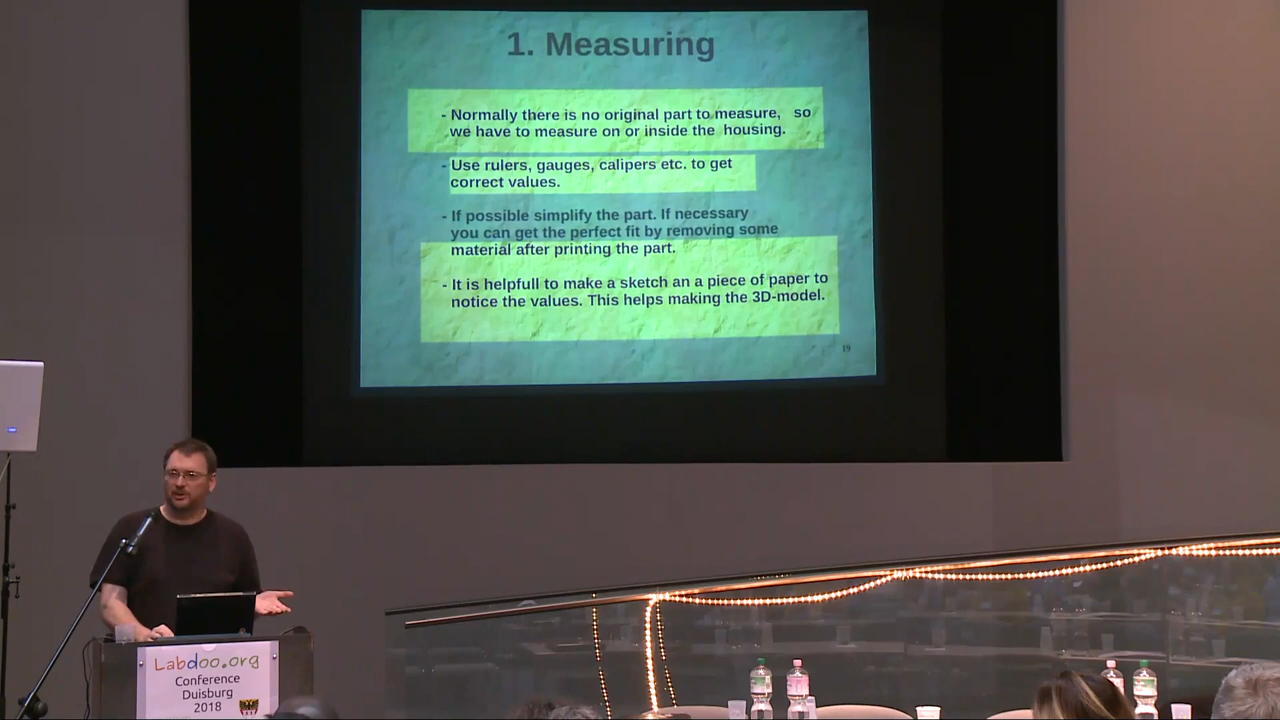 1. Measuring
- Normally there is no original part to measure, so
we have to measure on or inside the housing.
- Use rulers, gauges, calipers etc. to get
correct values.
- If possible simplify the part. If necessary
you can get the perfect fit by removing some
material after printing the part.
- It is helpfull to make a sketch an a piece of paper to
notice the values. This helps making the 3D-model.
19
Labdoo.org
Conference
Duisburg
2018